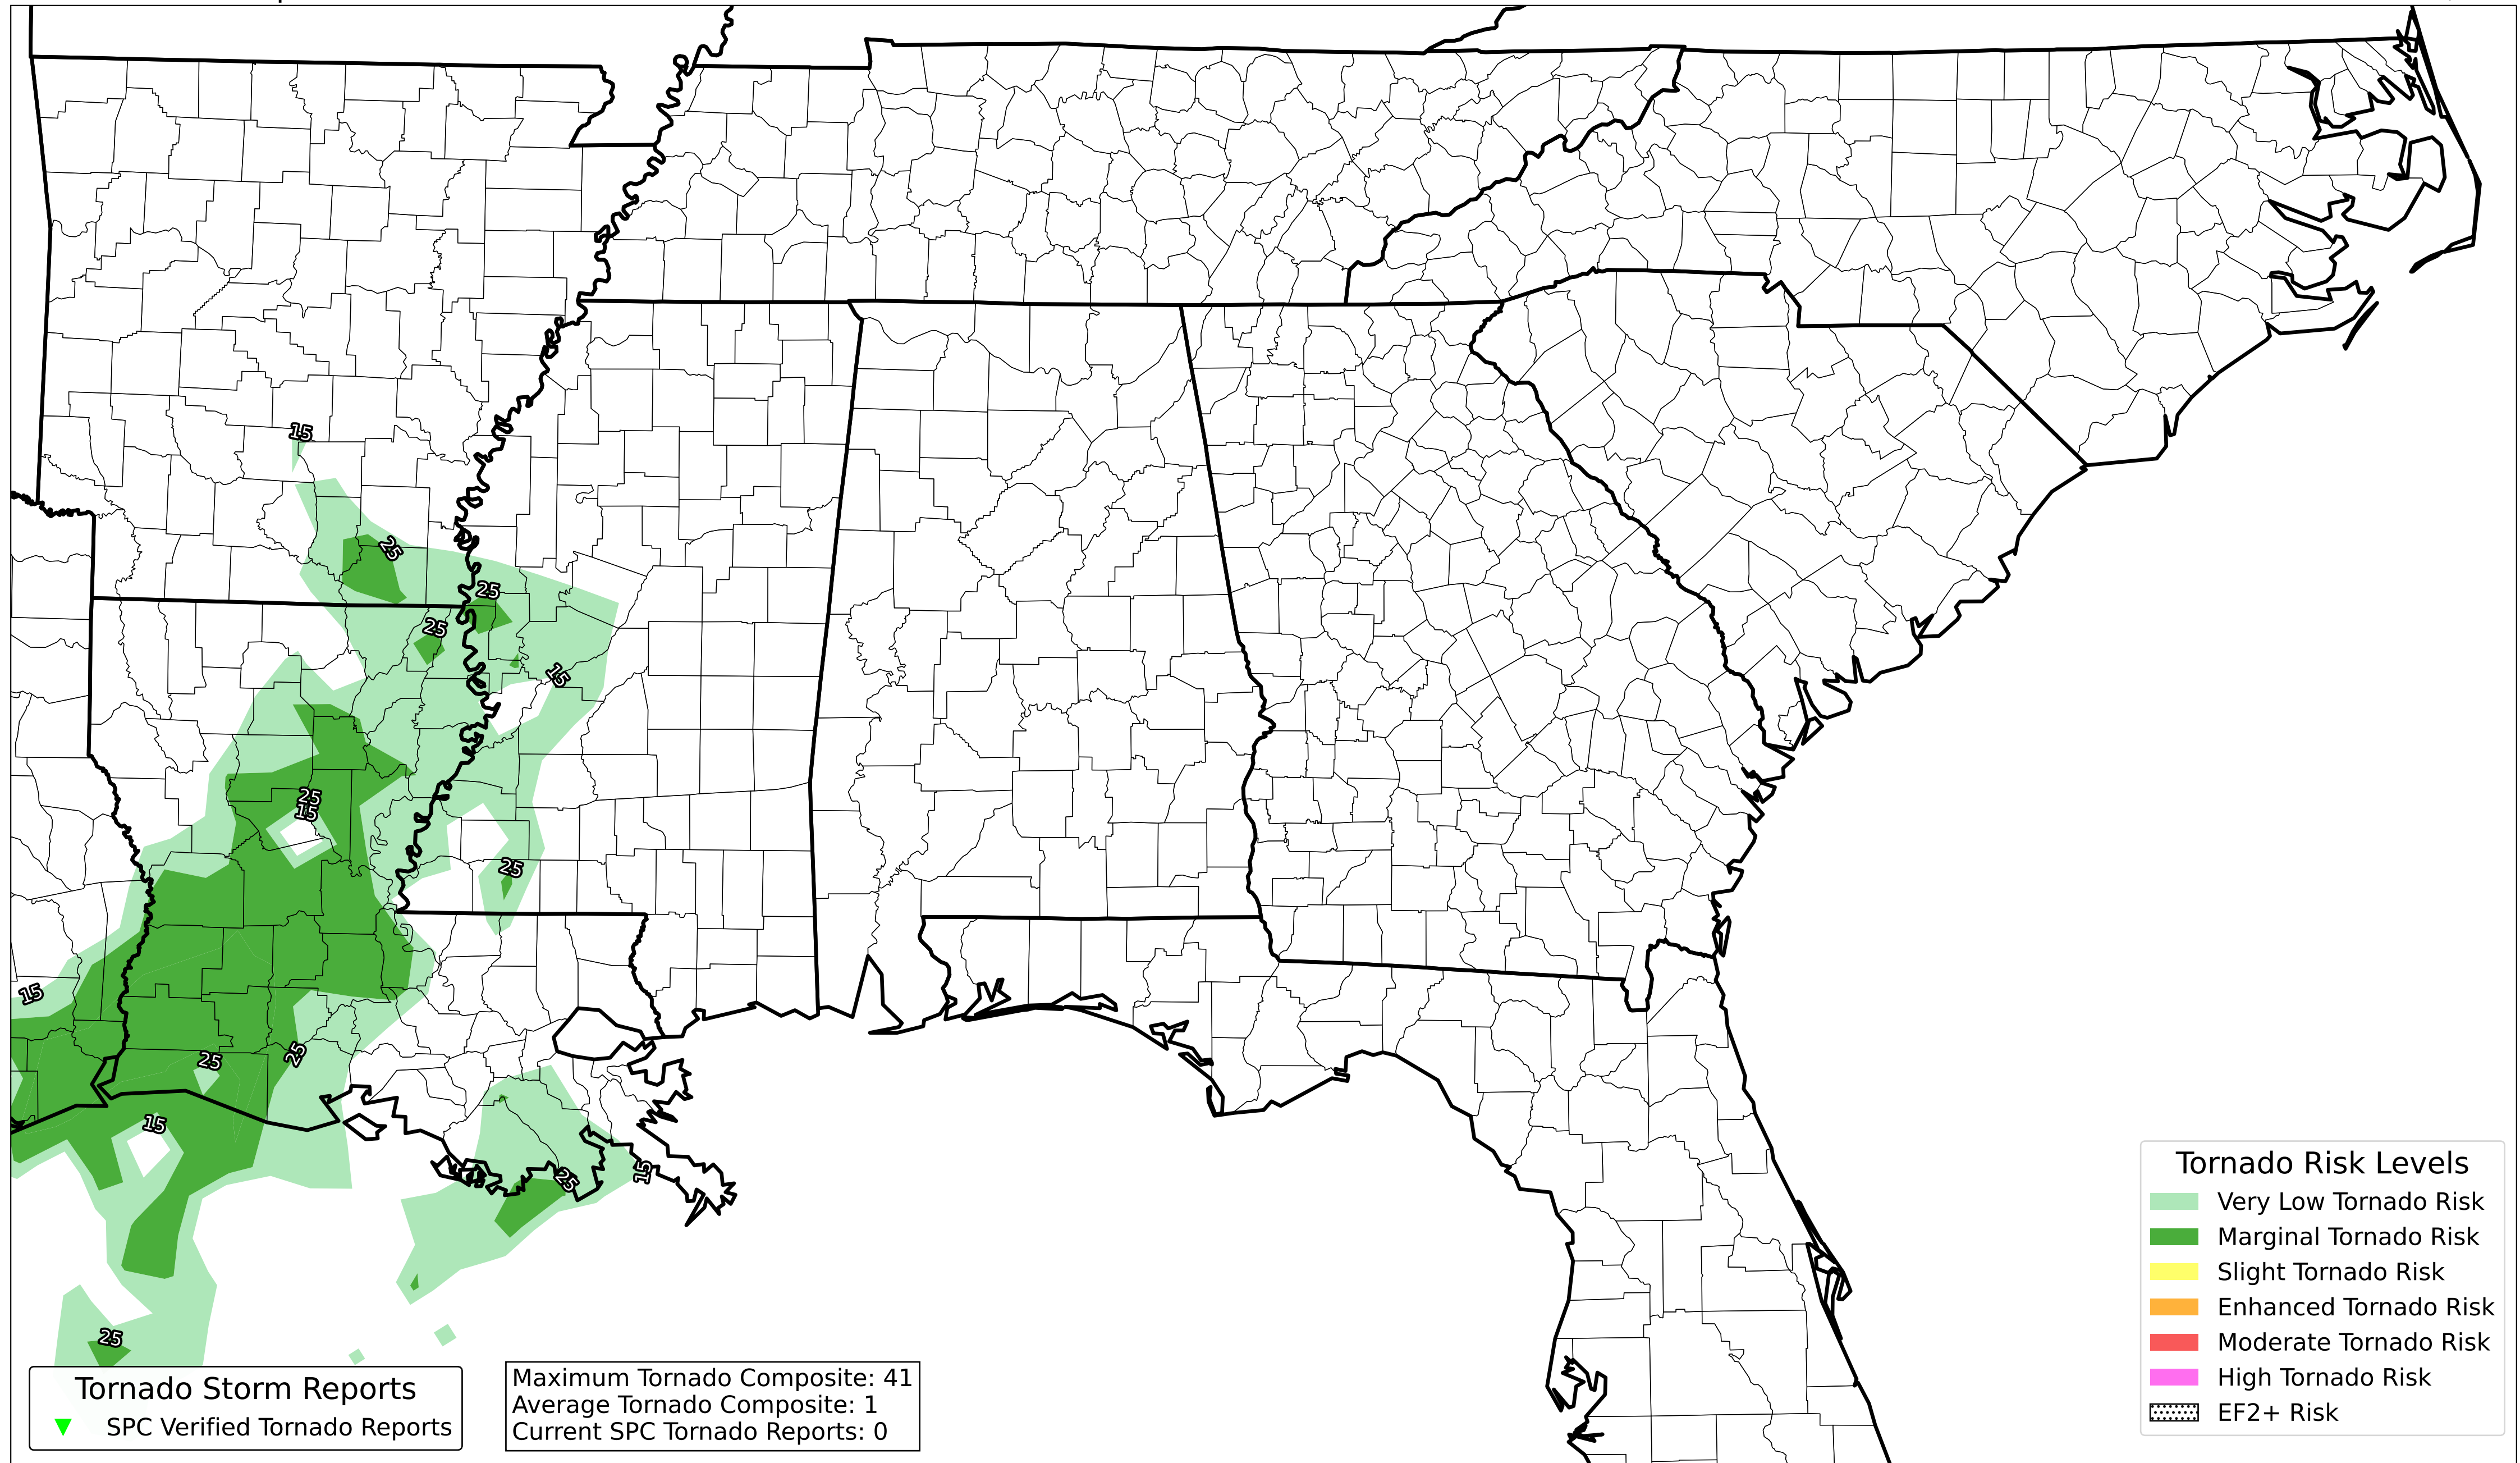 15
25
25
25
15
25
15
25
15
25
25
15
25
15
25
Tornado Risk Levels
Very Low Tornado Risk
Marginal Tornado Risk
Slight Tornado Risk
Enhanced Tornado Risk
Moderate Tornado Risk
High Tornado Risk
EF2+ Risk
Tornado Storm Reports
SPC Verified Tornado Reports
Maximum Tornado Composite: 41
Average Tornado Composite: 1
Current SPC Tornado Reports: 0